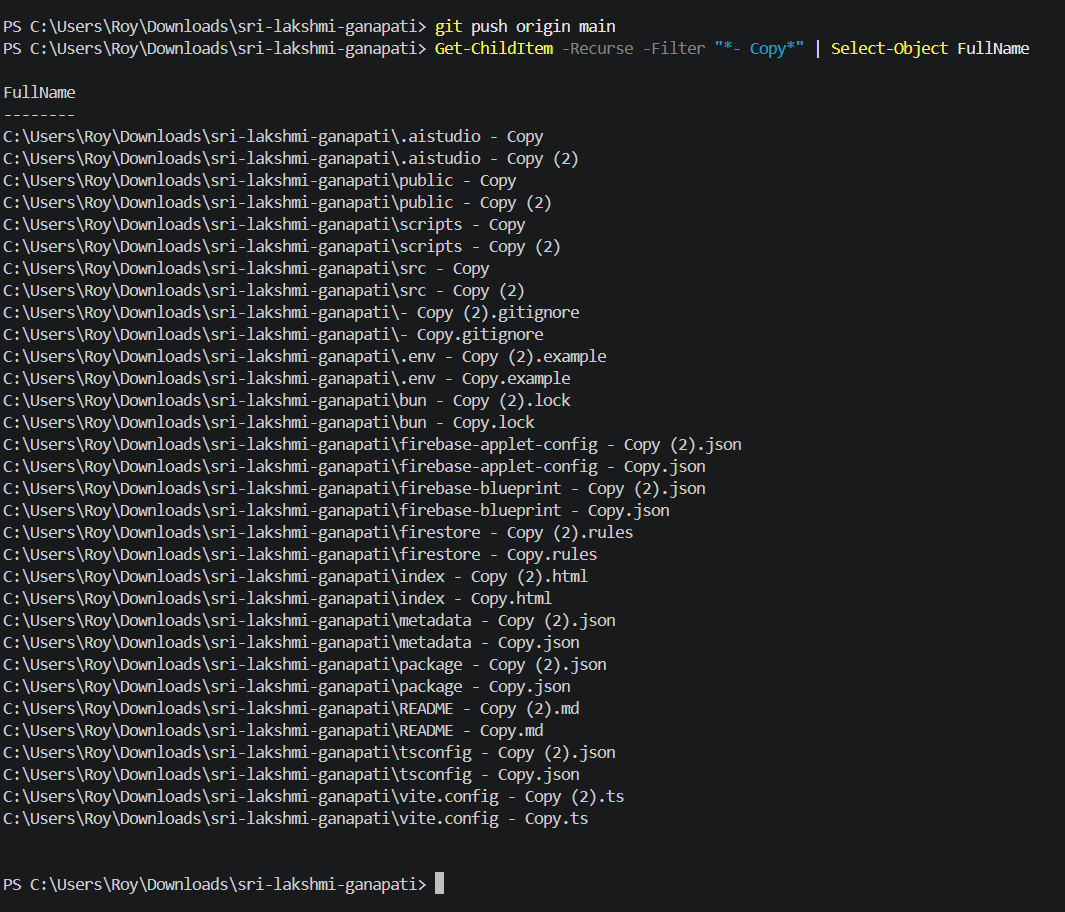 PS C:\Users\Roy\Downloads\sri-lakshmi-ganapati> git push origin main
PS C:\Users\Roy\Downloads\sri-lakshmi-ganapati> Get-ChildItem -Recurse -Filter "*- Copy*" | Select-Object FullName
FullName
--------
C:\Users\Roy\Downloads\sri-lakshmi-ganapati\.aistudio - Copy
C:\Users\Roy\Downloads\sri-lakshmi-ganapati\.aistudio - Copy (2)
C:\Users\Roy\Downloads\sri-lakshmi-ganapati\public - Copy
C:\Users\Roy\Downloads\sri-lakshmi-ganapati\public - Copy (2)
C:\Users\Roy\Downloads\sri-lakshmi-ganapati\scripts - Copy
C:\Users\Roy\Downloads\sri-lakshmi-ganapati\scripts - Copy (2)
C:\Users\Roy\Downloads\sri-lakshmi-ganapati\src - Copy
C:\Users\Roy\Downloads\sri-lakshmi-ganapati\src - Copy (2)
C:\Users\Roy\Downloads\sri-lakshmi-ganapati\- Copy (2).gitignore
C:\Users\Roy\Downloads\sri-lakshmi-ganapati\- Copy.gitignore
C:\Users\Roy\Downloads\sri-lakshmi-ganapati\.env - Copy (2).example
C:\Users\Roy\Downloads\sri-lakshmi-ganapati\.env - Copy.example
C:\Users\Roy\Downloads\sri-lakshmi-ganapati\bun - Copy (2).lock
C:\Users\Roy\Downloads\sri-lakshmi-ganapati\bun - Copy.lock
C:\Users\Roy\Downloads\sri-lakshmi-ganapati\firebase-applet-config - Copy (2).json
C:\Users\Roy\Downloads\sri-lakshmi-ganapati\firebase-applet-config - Copy.json
C:\Users\Roy\Downloads\sri-lakshmi-ganapati\firebase-blueprint - Copy (2).json
C:\Users\Roy\Downloads\sri-lakshmi-ganapati\firebase-blueprint - Copy.json
C:\Users\Roy\Downloads\sri-lakshmi-ganapati\firestore - Copy (2).rules
C:\Users\Roy\Downloads\sri-lakshmi-ganapati\firestore - Copy.rules
C:\Users\Roy\Downloads\sri-lakshmi-ganapati\index - Copy (2).html
C:\Users\Roy\Downloads\sri-lakshmi-ganapati\index - Copy.html
C:\Users\Roy\Downloads\sri-lakshmi-ganapati\metadata - Copy (2).json
C:\Users\Roy\Downloads\sri-lakshmi-ganapati\metadata - Copy.json
C:\Users\Roy\Downloads\sri-lakshmi-ganapati\package - Copy (2).json
C:\Users\Roy\Downloads\sri-lakshmi-ganapati\package - Copy.json
C:\Users\Roy\Downloads\sri-lakshmi-ganapati\README - Copy (2).md
C:\Users\Roy\Downloads\sri-lakshmi-ganapati\README - Copy.md
C:\Users\Roy\Downloads\sri-lakshmi-ganapati\tsconfig - Copy (2).json
C:\Users\Roy\Downloads\sri-lakshmi-ganapati\tsconfig - Copy.json
C:\Users\Roy\Downloads\sri-lakshmi-ganapati\vite.config - Copy (2).ts
C:\Users\Roy\Downloads\sri-lakshmi-ganapati\vite.config - Copy.ts
PS C:\Users\Roy\Downloads\sri-lakshmi-ganapati>